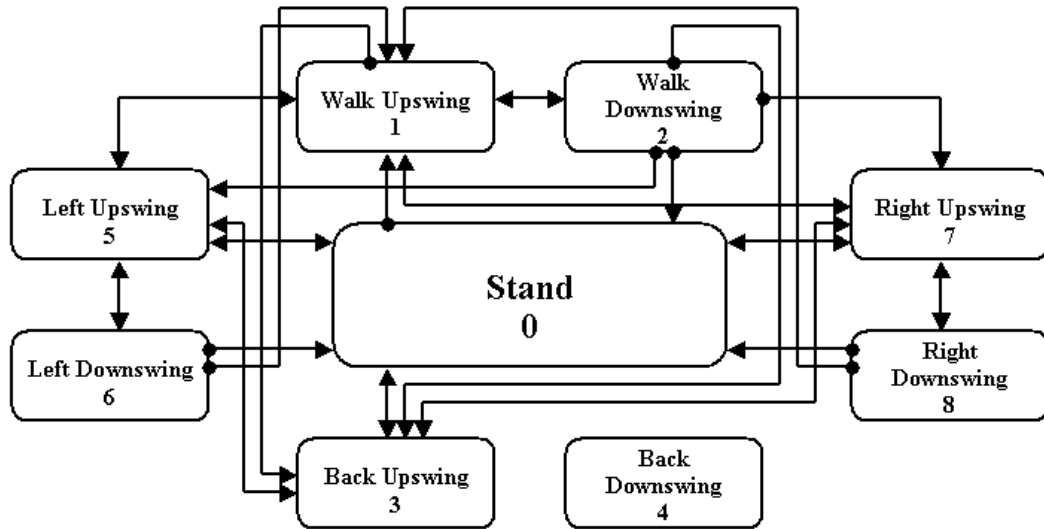 Walk Upswing
1
Walk
Downswing
2
Left Upswing
5
Right Upswing
7
Stand
0
Left Downswing
6
Right
Downswing
8
Back Upswing
3
Back
Downswing
4